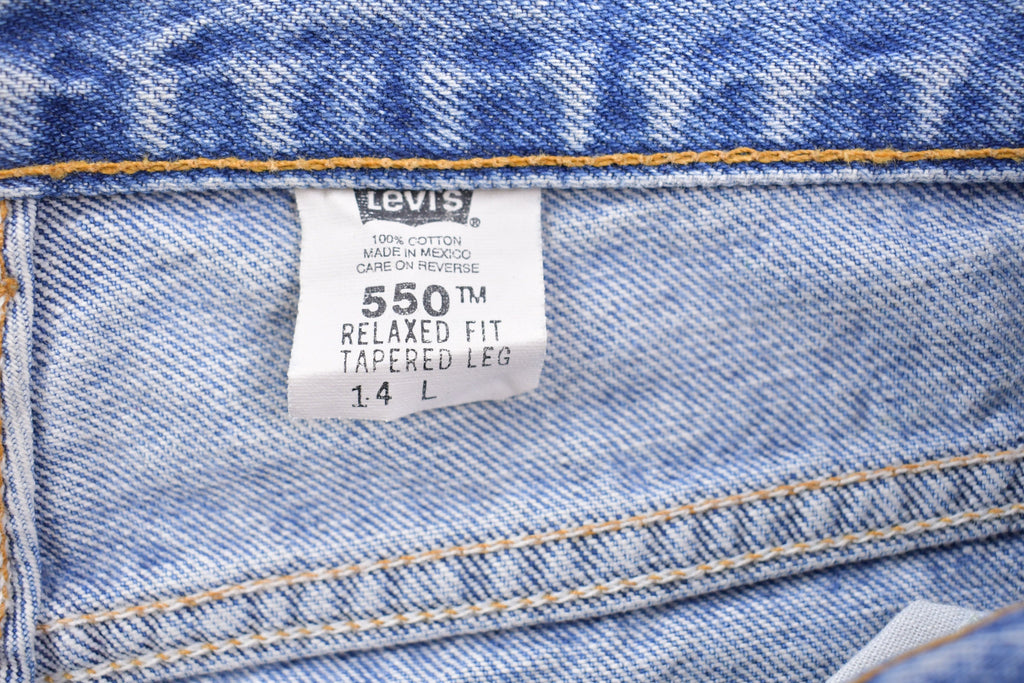 Levi's®
100% COTTON
MADE IN MEXICO
CARE ON REVERSE
550™
RELAXED FIT
TAPERED LEG
14 L